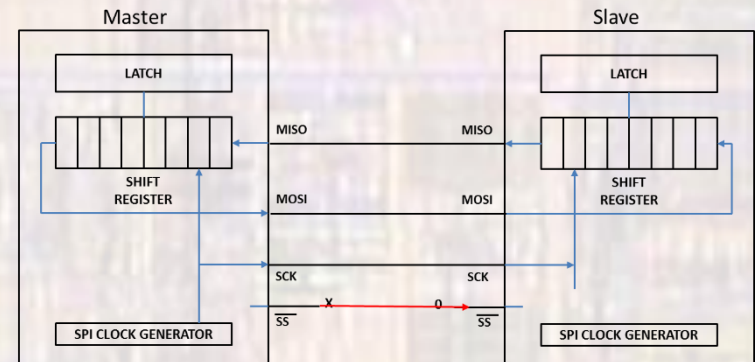 Master
Slave
LATCH
LATCH
MISO
MISO
SHIFT
REGISTER
SHIFT
REGISTER
MOSI
MOSI
SCK
SCK
X
0
SS
SS
SPI CLOCK GENERATOR
SPI CLOCK GENERATOR